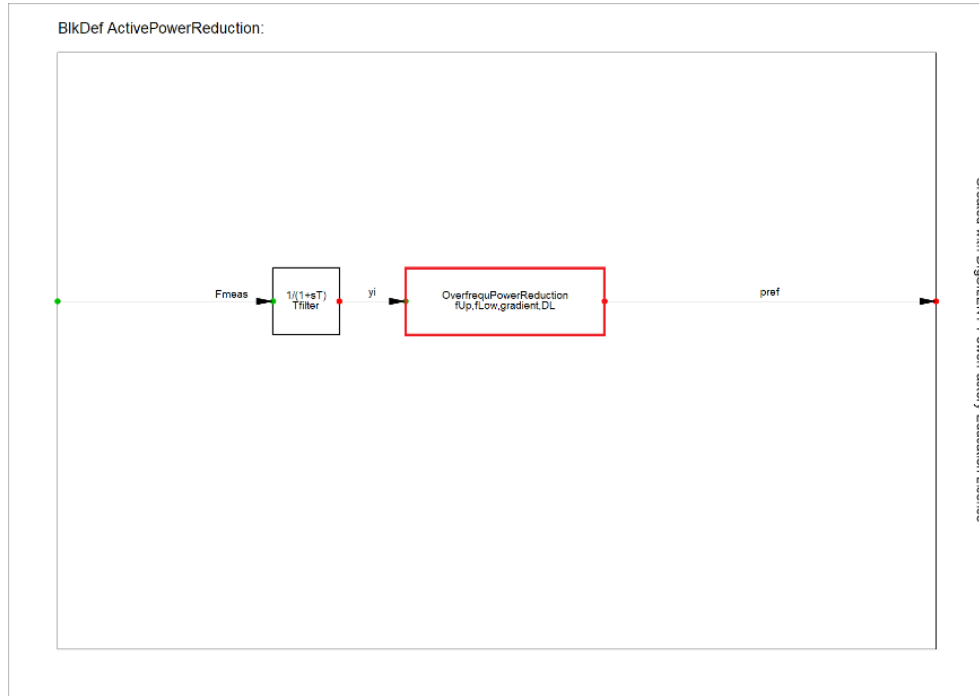 BlkDef ActivePowerReduction:
Fmeas
1/(1+sT)
Tfilter
yi
OverfrequPowerReduction
fUp,fLow,gradient,DL
pref